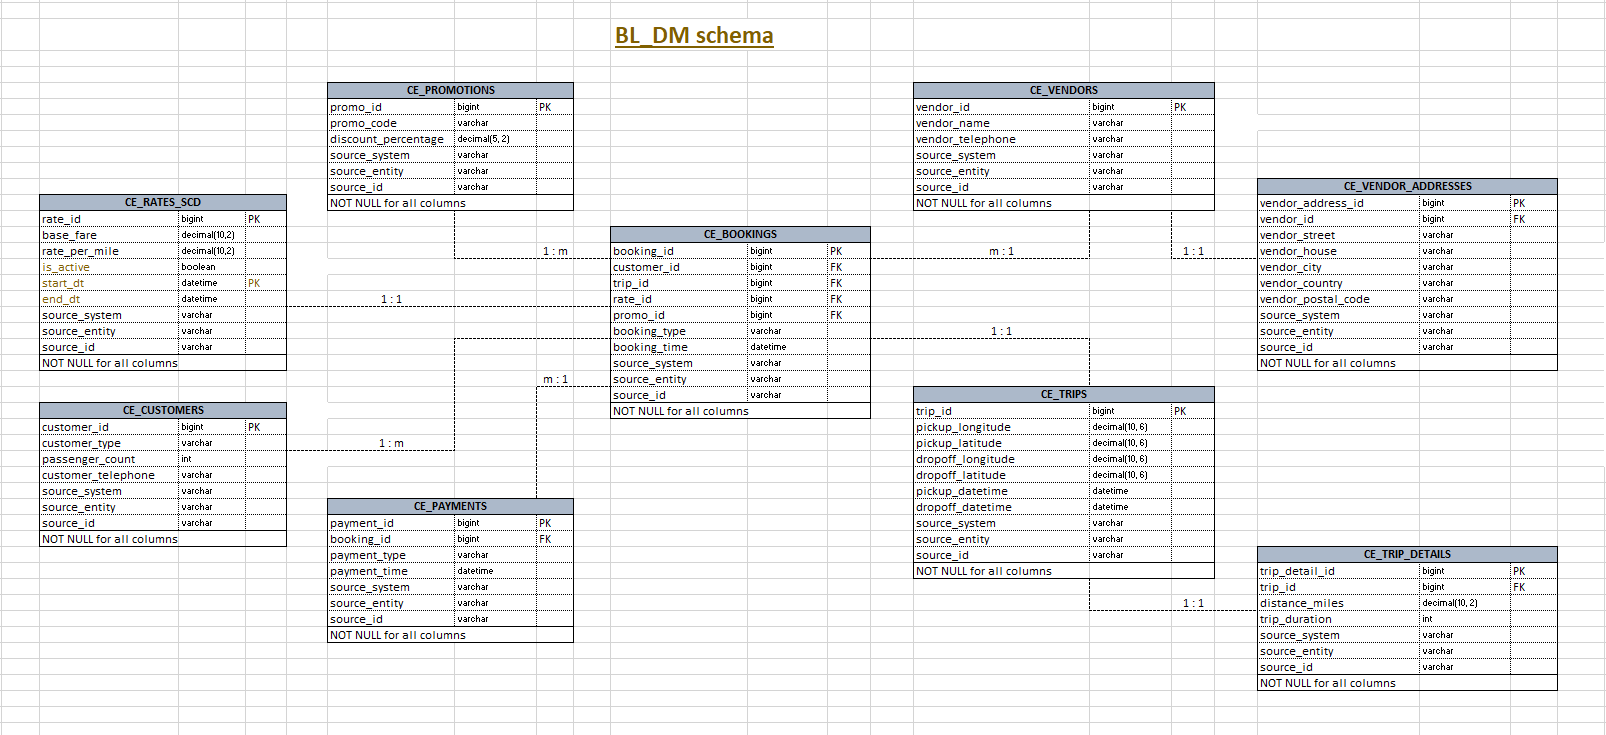 BL_DM schema
CE_PROMOTIONS
promo_id bigint PK
promo_code varchar
discount_percentage decimal(5, 2)
source_system varchar
source_entity varchar
source_id varchar
NOT NULL for all columns
CE_VENDORS
vendor_id bigint PK
vendor_name varchar
vendor_telephone varchar
source_system varchar
source_entity varchar
source_id varchar
NOT NULL for all columns
CE_VENDOR_ADDRESSES
vendor_address_id bigint PK
vendor_id bigint FK
vendor_street varchar
vendor_house varchar
vendor_city varchar
vendor_country varchar
vendor_postal_code varchar
source_system varchar
source_entity varchar
source_id varchar
NOT NULL for all columns
CE_RATES_SCD
rate_id bigint PK
base_fare decimal(10,2)
rate_per_mile decimal(10,2)
is_active boolean
start_dt datetime PK
end_dt datetime
source_system varchar
source_entity varchar
source_id varchar
NOT NULL for all columns
CE_BOOKINGS
booking_id bigint PK
customer_id bigint FK
trip_id bigint FK
rate_id bigint FK
promo_id bigint FK
booking_type varchar
booking_time datetime
source_system varchar
source_entity varchar
source_id varchar
NOT NULL for all columns
1 : m
m : 1
1 : 1
1 : 1
1 : 1
m : 1
1 : m
1 : 1
CE_CUSTOMERS
customer_id bigint PK
customer_type varchar
passenger_count int
customer_telephone varchar
source_system varchar
source_entity varchar
source_id varchar
NOT NULL for all columns
CE_TRIPS
trip_id bigint PK
pickup_longitude decimal(10, 6)
pickup_latitude decimal(10, 6)
dropoff_longitude decimal(10, 6)
dropoff_latitude decimal(10, 6)
pickup_datetime datetime
dropoff_datetime datetime
source_system varchar
source_entity varchar
source_id varchar
NOT NULL for all columns
CE_PAYMENTS
payment_id bigint PK
booking_id bigint FK
payment_type varchar
payment_time datetime
source_system varchar
source_entity varchar
source_id varchar
NOT NULL for all columns
CE_TRIP_DETAILS
trip_detail_id bigint PK
trip_id bigint FK
distance_miles decimal(10, 2)
trip_duration int
source_system varchar
source_entity varchar
source_id varchar
NOT NULL for all columns